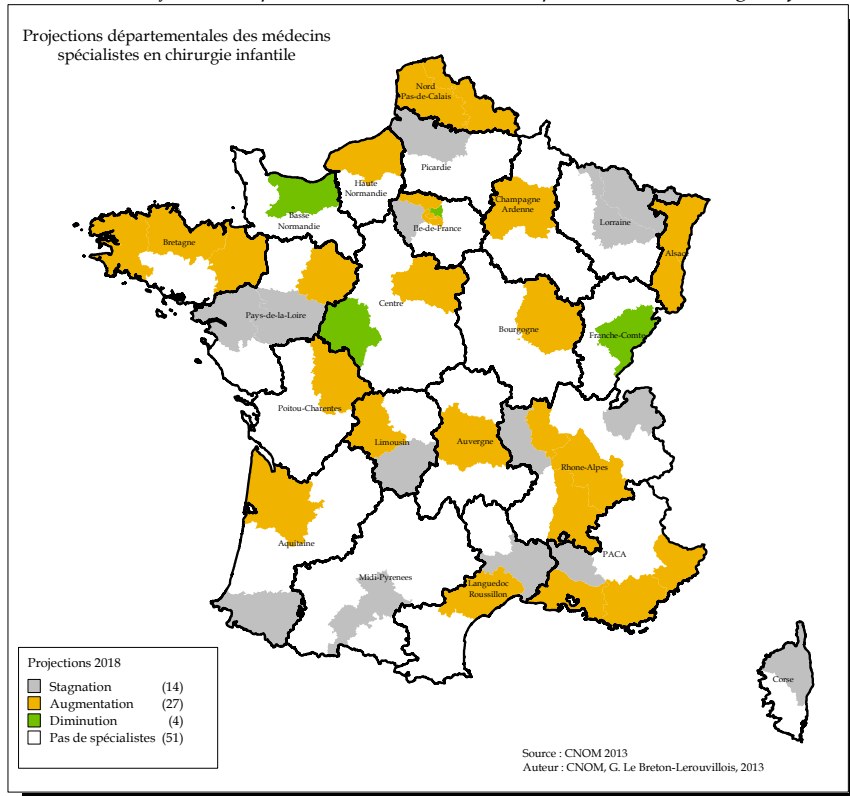 Projections départementales des médecins
spécialistes en chirurgie infantile
Nord
Pas-de-Calais
Picardie
Haute
Normandie
Basse
Normandie
Ile-de-France
Champagne
Ardenne
Lorraine
Alsace
Bretagne
Pays-de-la-Loire
Centre
Bourgogne
Franche-Comte
Poitou-Charentes
Limousin
Auvergne
Rhone-Alpes
Aquitaine
Midi-Pyrenees
Languedoc
Roussillon
PACA
Corse
Projections 2018
Stagnation (14)
Augmentation (27)
Diminution (4)
Pas de spécialistes (51)
Source : CNOM 2013
Auteur : CNOM, G. Le Breton-Lerouvillois, 2013